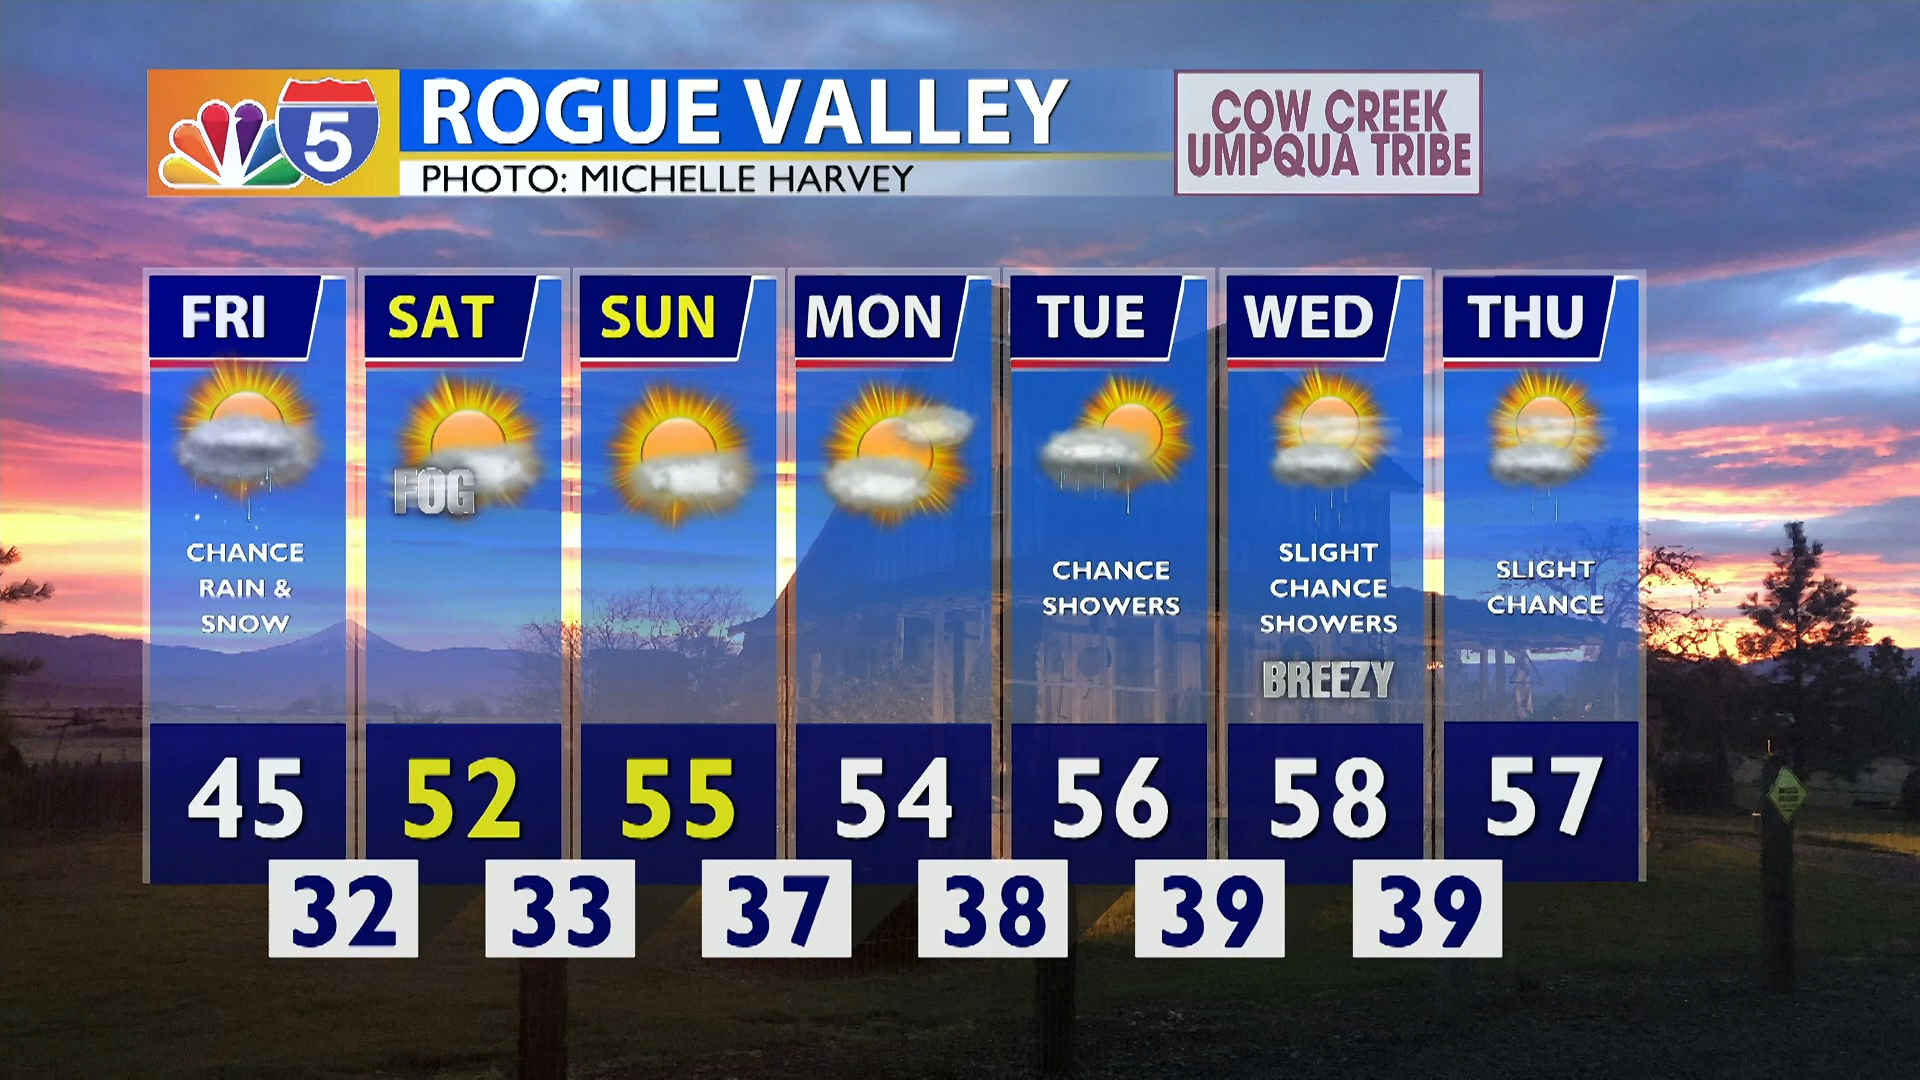 5
ROGUE VALLEY
PHOTO: MICHELLE HARVEY
COW CREEK
UMPQUA TRIBE
FRI
SAT
SUN
MON
TUE
WED
THU
FOG
CHANCE
RAIN &
SNOW
CHANCE
SHOWERS
SLIGHT
CHANCE
SHOWERS
BREEZY
SLIGHT
CHANCE
45
52
55
54
56
58
57
32
33
37
38
39
39